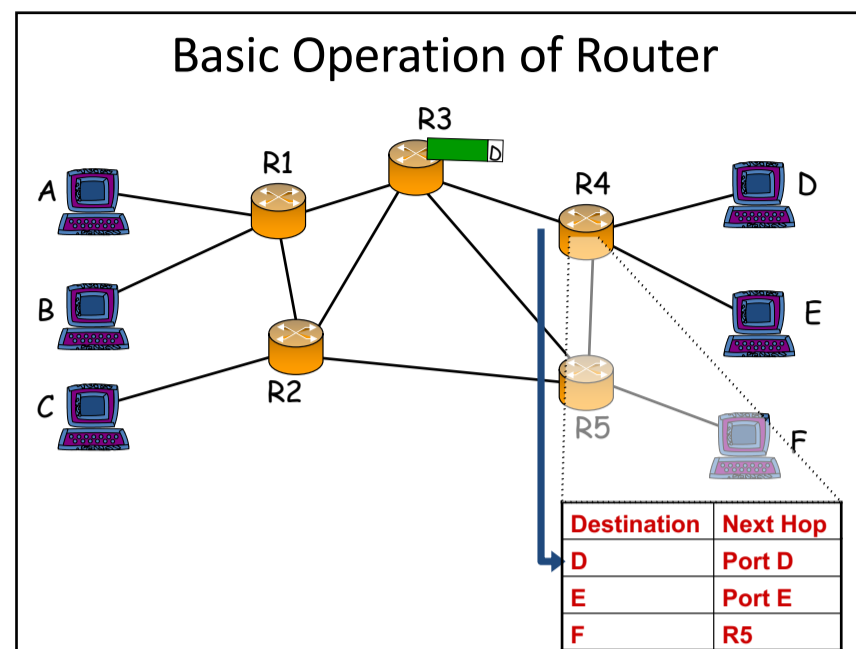 Basic Operation of Router
R3
D
R1
R4
A
D
B
E
R2
C
R5
F
Destination Next Hop
D Port D
E Port E
F R5